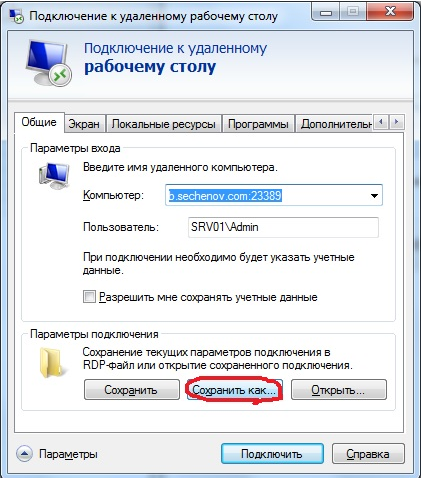 Подключение к удаленному рабочему столу
Подключение к удаленному
рабочему столу
Общие Экран Локальные ресурсы Программы Дополнительн
Параметры входа
Введите имя удаленного компьютера.
Компьютер: b.sechenov.com:23389
Пользователь: SRV01\Admin
При подключении необходимо будет указать учетные
данные.
Разрешить мне сохранять учетные данные
Параметры подключения
Сохранение текущих параметров подключения в
RDP-файл или открытие сохраненного подключения.
Сохранить Сохранить как... Открыть...
Параметры Подключить Справка